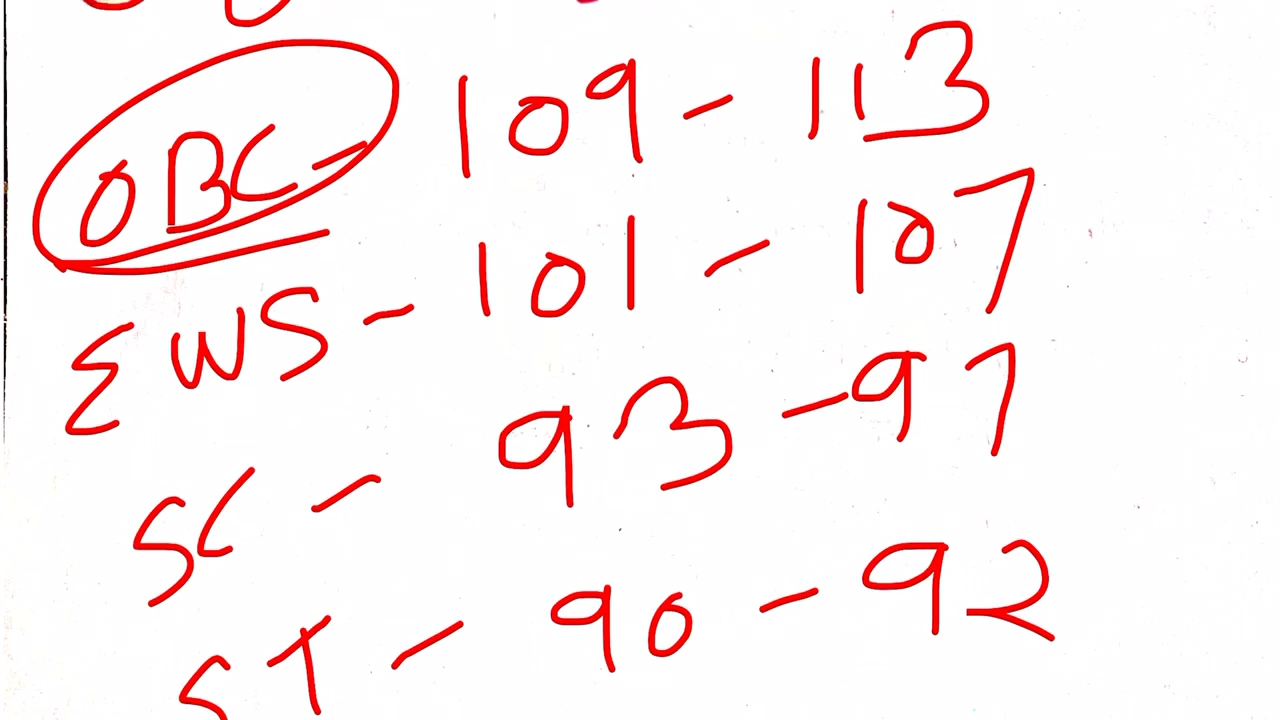 OBC - 109 - 113
EWS - 101 - 107
SC - 93 - 97
ST - 90 - 92